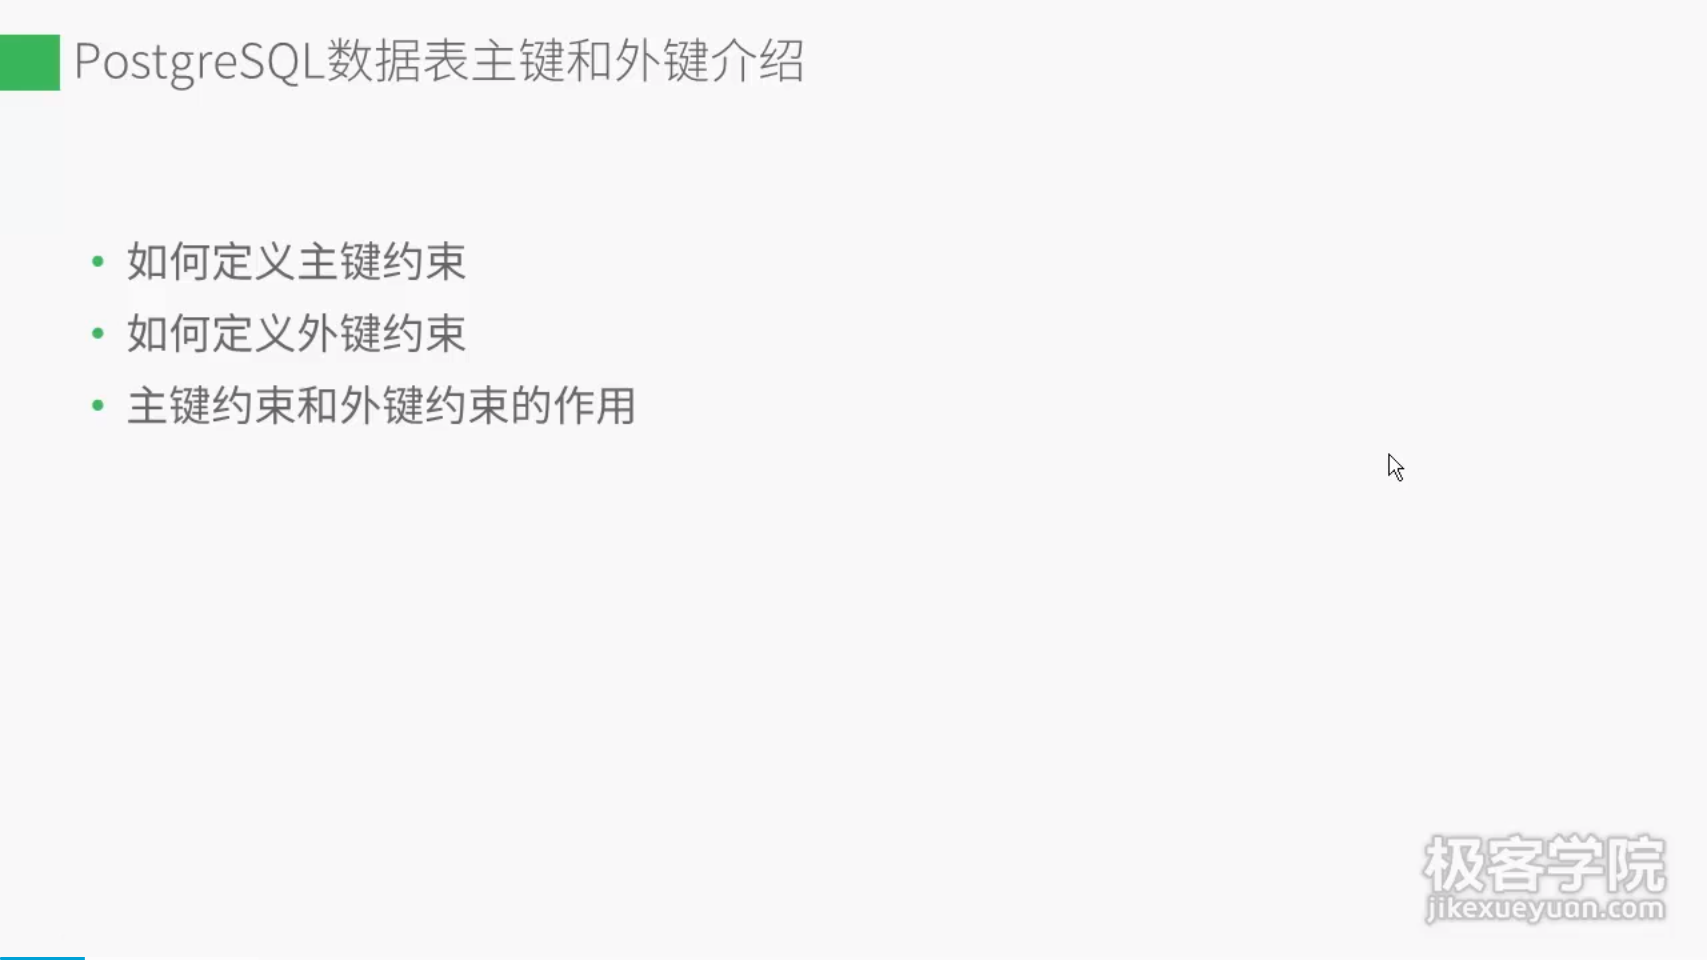 PostgreSQL数据表主键和外键介绍
如何定义主键约束
如何定义外键约束
主键约束和外键约束的作用
极客学院
jikexueyuan.com